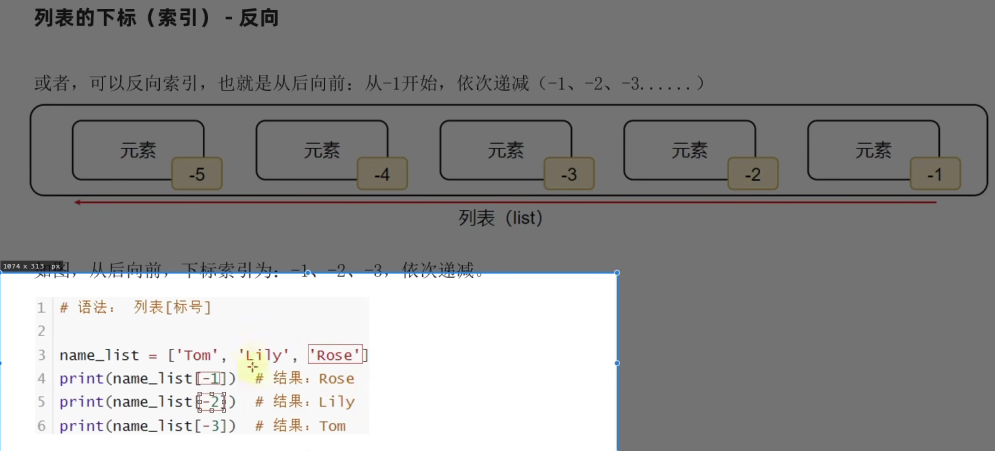 列表的下标（索引） - 反向
或者，可以反向索引，也就是从后向前：从-1开始，依次递减（-1、-2、-3......）
元素 元素 元素 元素 元素
-5 -4 -3 -2 -1
列表（list）
1074 x 313 px
如图，从后向前，下标索引为：-1、-2、-3，依次递减。
1 # 语法： 列表[标号]
2
3 name_list = ['Tom', 'Lily', 'Rose']
4 print(name_list[-1]) # 结果：Rose
5 print(name_list[-2]) # 结果：Lily
6 print(name_list[-3]) # 结果：Tom